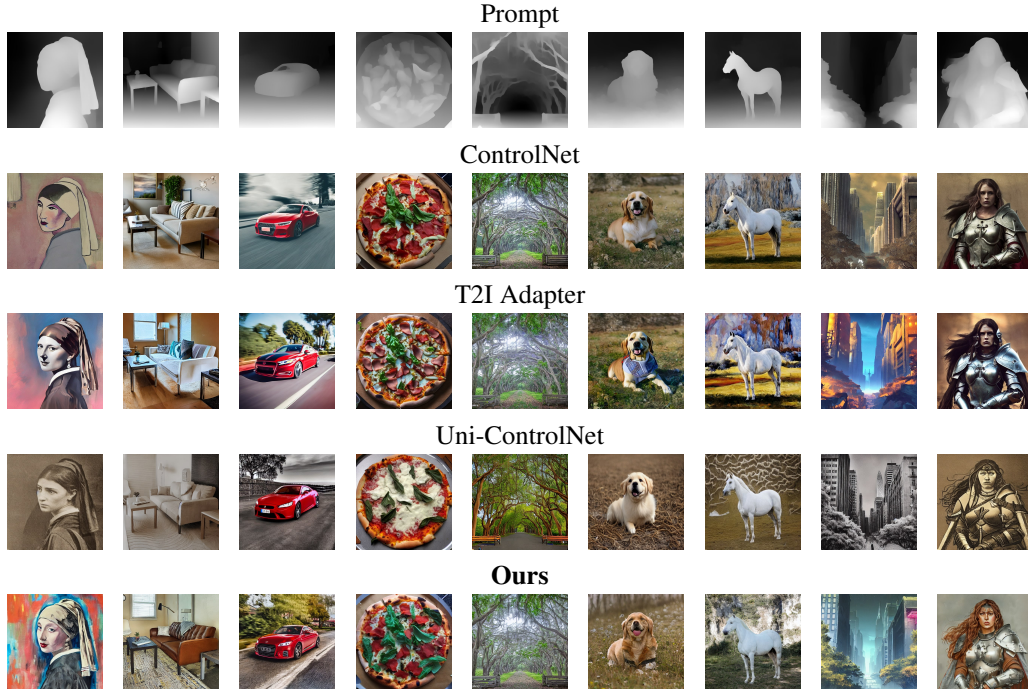 Prompt
ControlNet
T2I Adapter
Uni-ControlNet
Ours